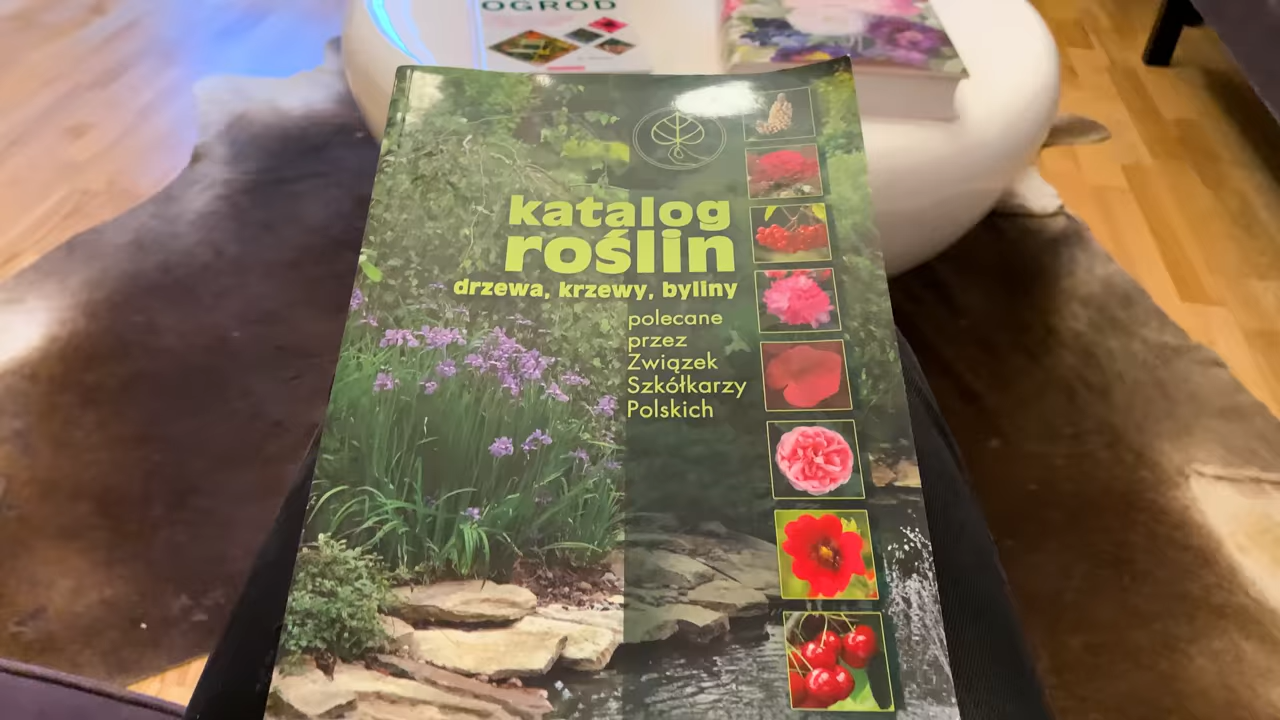 OGRÓD
katalog
roślin
drzewa, krzewy, byliny
polecane
przez
Związek
Szkółkarzy
Polskich